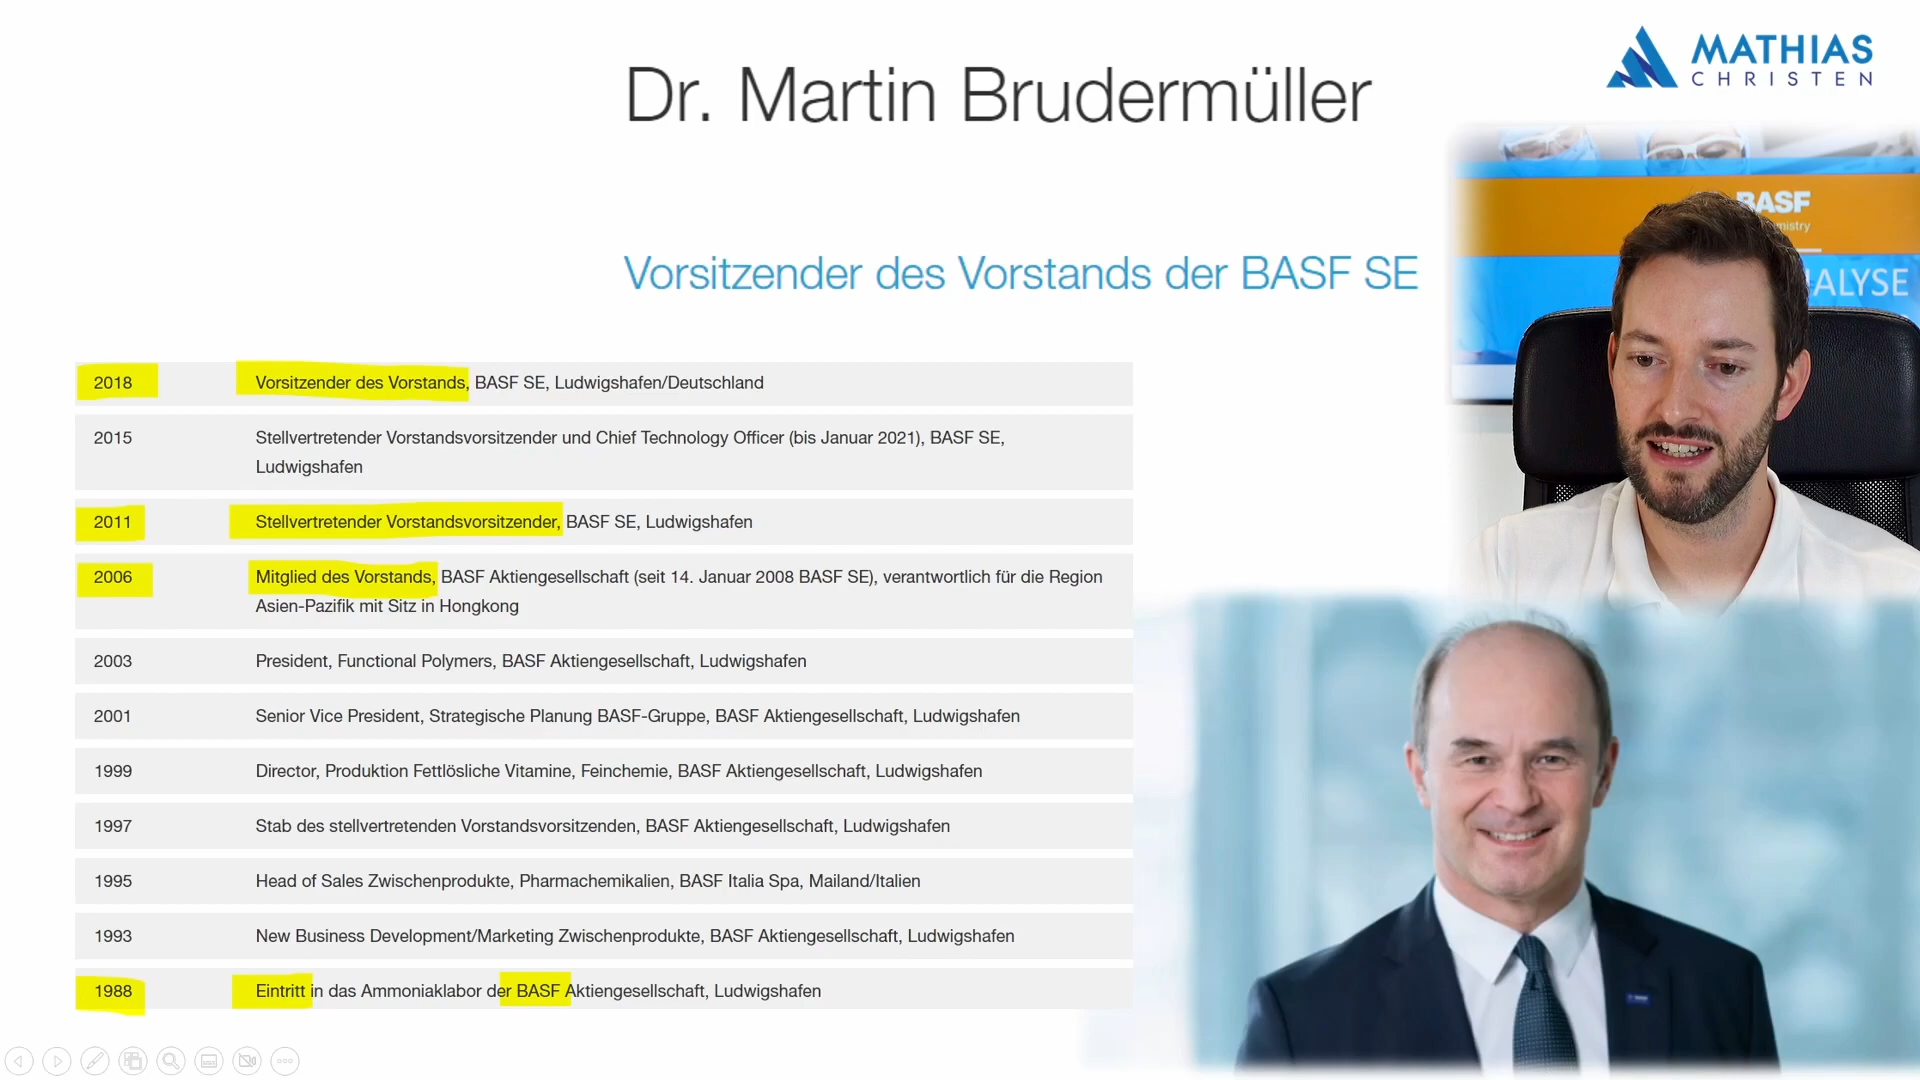 MATHIAS
CHRISTEN
Dr. Martin Brudermüller
BASF
Vorsitzender des Vorstands der BASF SE
ALYSE
2018 Vorsitzender des Vorstands, BASF SE, Ludwigshafen/Deutschland
2015 Stellvertretender Vorstandsvorsitzender und Chief Technology Officer (bis Januar 2021), BASF SE,
Ludwigshafen
2011 Stellvertretender Vorstandsvorsitzender, BASF SE, Ludwigshafen
2006 Mitglied des Vorstands, BASF Aktiengesellschaft (seit 14. Januar 2008 BASF SE), verantwortlich für die Region
Asien-Pazifik mit Sitz in Hongkong
2003 President, Functional Polymers, BASF Aktiengesellschaft, Ludwigshafen
2001 Senior Vice President, Strategische Planung BASF-Gruppe, BASF Aktiengesellschaft, Ludwigshafen
1999 Director, Produktion Fettlösliche Vitamine, Feinchemie, BASF Aktiengesellschaft, Ludwigshafen
1997 Stab des stellvertretenden Vorstandsvorsitzenden, BASF Aktiengesellschaft, Ludwigshafen
1995 Head of Sales Zwischenprodukte, Pharmachemikalien, BASF Italia Spa, Mailand/Italien
1993 New Business Development/Marketing Zwischenprodukte, BASF Aktiengesellschaft, Ludwigshafen
1988 Eintritt in das Ammoniaklabor der BASF Aktiengesellschaft, Ludwigshafen